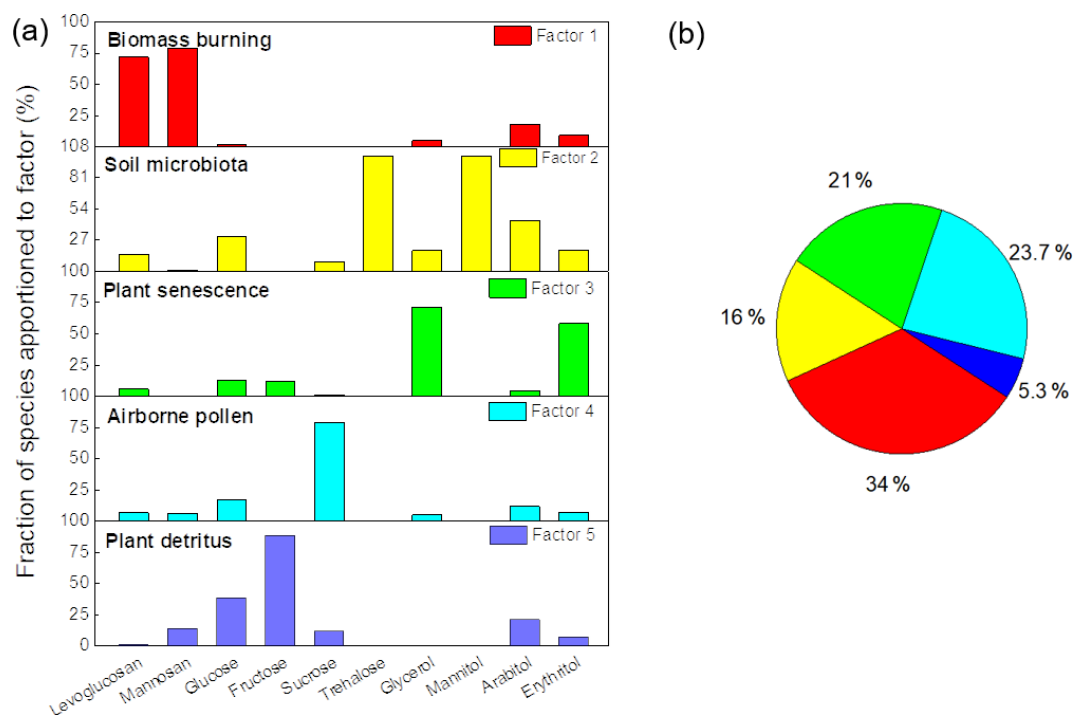 (a)
Fraction of species apportioned to factor (%)
100
75
50
25
Biomass burning
Factor 1
108
81
54
27
Soil microbiota
Factor 2
100
75
50
25
Plant senescence
Factor 3
100
75
50
25
Airborne pollen
Factor 4
100
75
50
25
0
Plant detritus
Factor 5
Levoglucosan
Mannosan
Glucose
Fructose
Sucrose
Trehalose
Glycerol
Mannitol
Arabitol
Erythritol
(b)
21 %
23.7 %
16 %
5.3 %
34 %